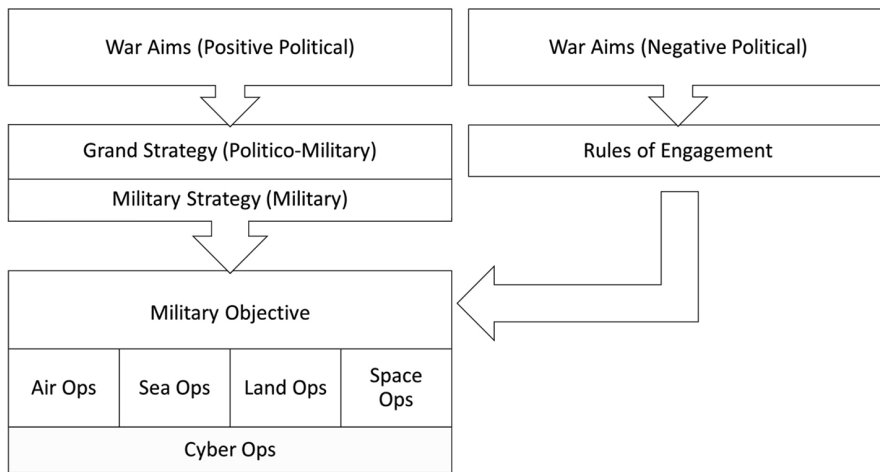 War Aims (Positive Political)
War Aims (Negative Political)
Grand Strategy (Politico-Military)
Rules of Engagement
Military Strategy (Military)
Military Objective
Air Ops
Sea Ops
Land Ops
Space
Ops
Cyber Ops